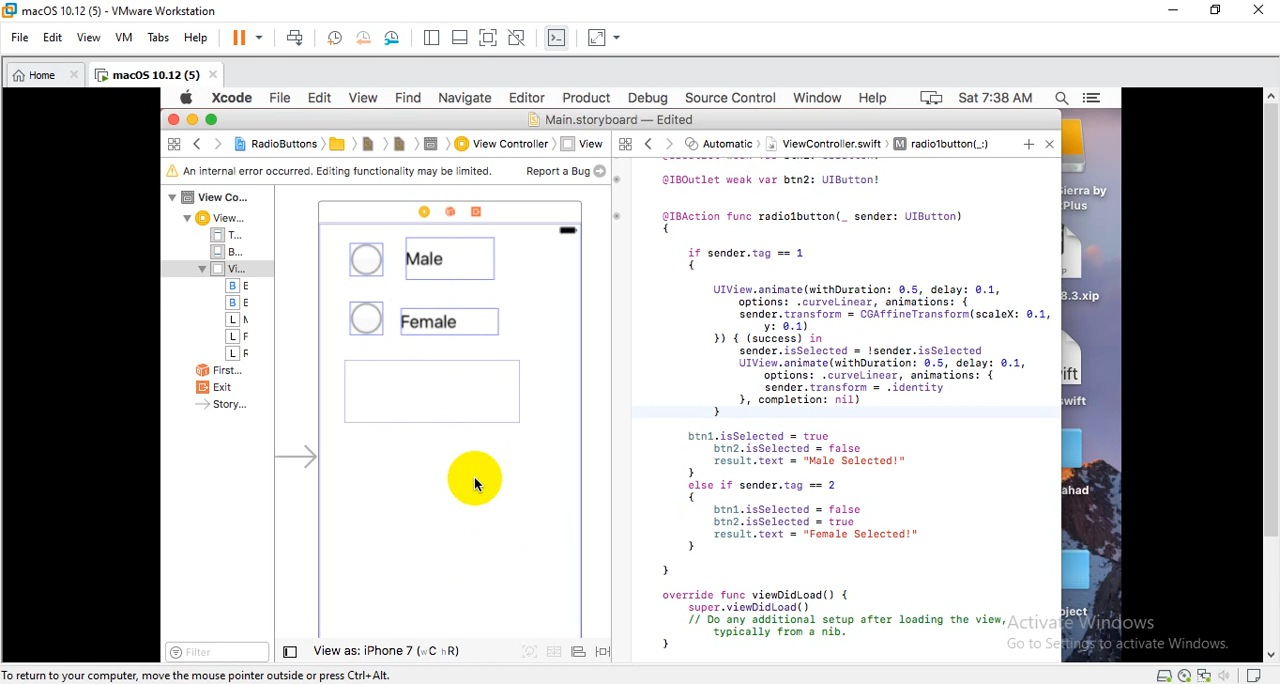 macOS 10.12 (5) - VMware Workstation
File Edit View VM Tabs Help
Home macOS 10.12 (5)
Xcode File Edit View Find Navigate Editor Product Debug Source Control Window Help Sat 7:38 AM
Main.storyboard — Edited
RadioButtons View Controller View Automatic ViewController.swift M radio1button(_:)
An internal error occurred. Editing functionality may be limited. Report a Bug
View Co...
View...
T...
B...
Vi...
B
B
L
L
L
First...
Exit
Story...
Filter
Male
Female
View as: iPhone 7 (wC hR)
@IBOutlet weak var btn2: UIButton!
@IBAction func radio1button(_ sender: UIButton)
{
if sender.tag == 1
{
UIView.animate(withDuration: 0.5, delay: 0.1,
options: .curveLinear, animations: {
sender.transform = CGAffineTransform(scaleX: 0.1,
y: 0.1)
}) { (success) in
sender.isSelected = !sender.isSelected
UIView.animate(withDuration: 0.5, delay: 0.1,
options: .curveLinear, animations: {
sender.transform = .identity
}, completion: nil)
}
btn1.isSelected = true
btn2.isSelected = false
result.text = "Male Selected!"
}
else if sender.tag == 2
{
btn1.isSelected = false
btn2.isSelected = true
result.text = "Female Selected!"
}
}
override func viewDidLoad() {
super.viewDidLoad()
// Do any additional setup after loading the view,
typically from a nib.
}
ierra by
Plus
8.3.xip
ift
swift
ahad
ject
Activate Windows
Go to Settings to activate Windows.
To return to your computer, move the mouse pointer outside or press Ctrl+Alt.